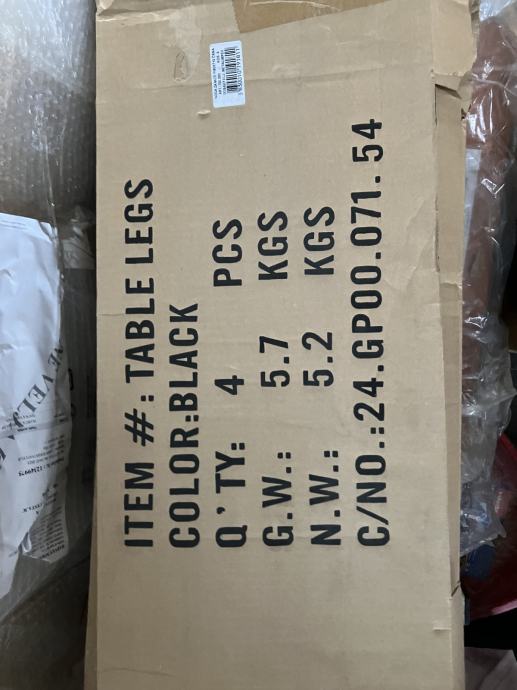 ITEM #: TABLE LEGS
COLOR:BLACK
Q'TY: 4 PCS
G.W.: 5.7 KGS
N.W.: 5.2 KGS
C/NO.:24.GP00.071.54